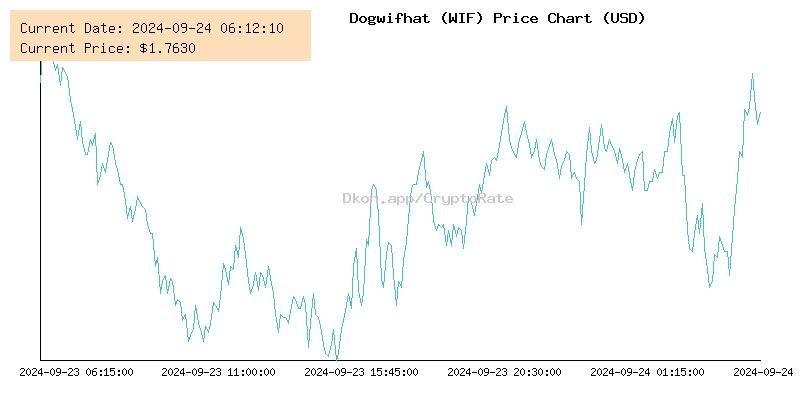 Dogwifhat (WIF) Price Chart (USD)
Current Date: 2024-09-24 06:12:10
Current Price: $1.7630
Dkon.app/CryptoRate
2024-09-23 06:15:00 2024-09-23 11:00:00 2024-09-23 15:45:00 2024-09-23 20:30:00 2024-09-24 01:15:00 2024-09-24